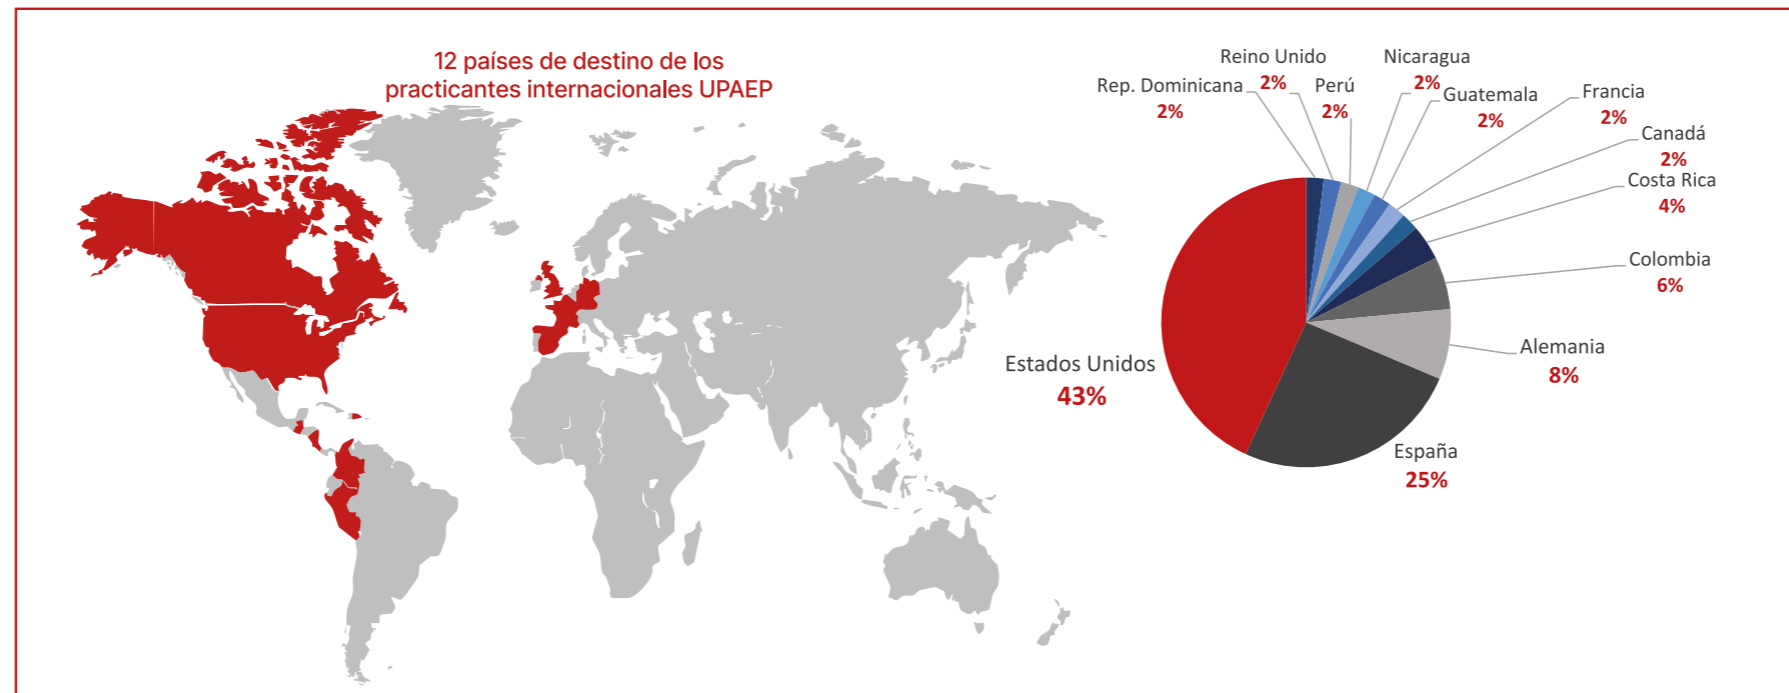 12 países de destino de los
practicantes internacionales UPAEP
Reino Unido
2%
Nicaragua
2%
Rep. Dominicana
2%
Perú
2%
Guatemala
2%
Francia
2%
Canadá
2%
Costa Rica
4%
Colombia
6%
Alemania
8%
Estados Unidos
43%
España
25%